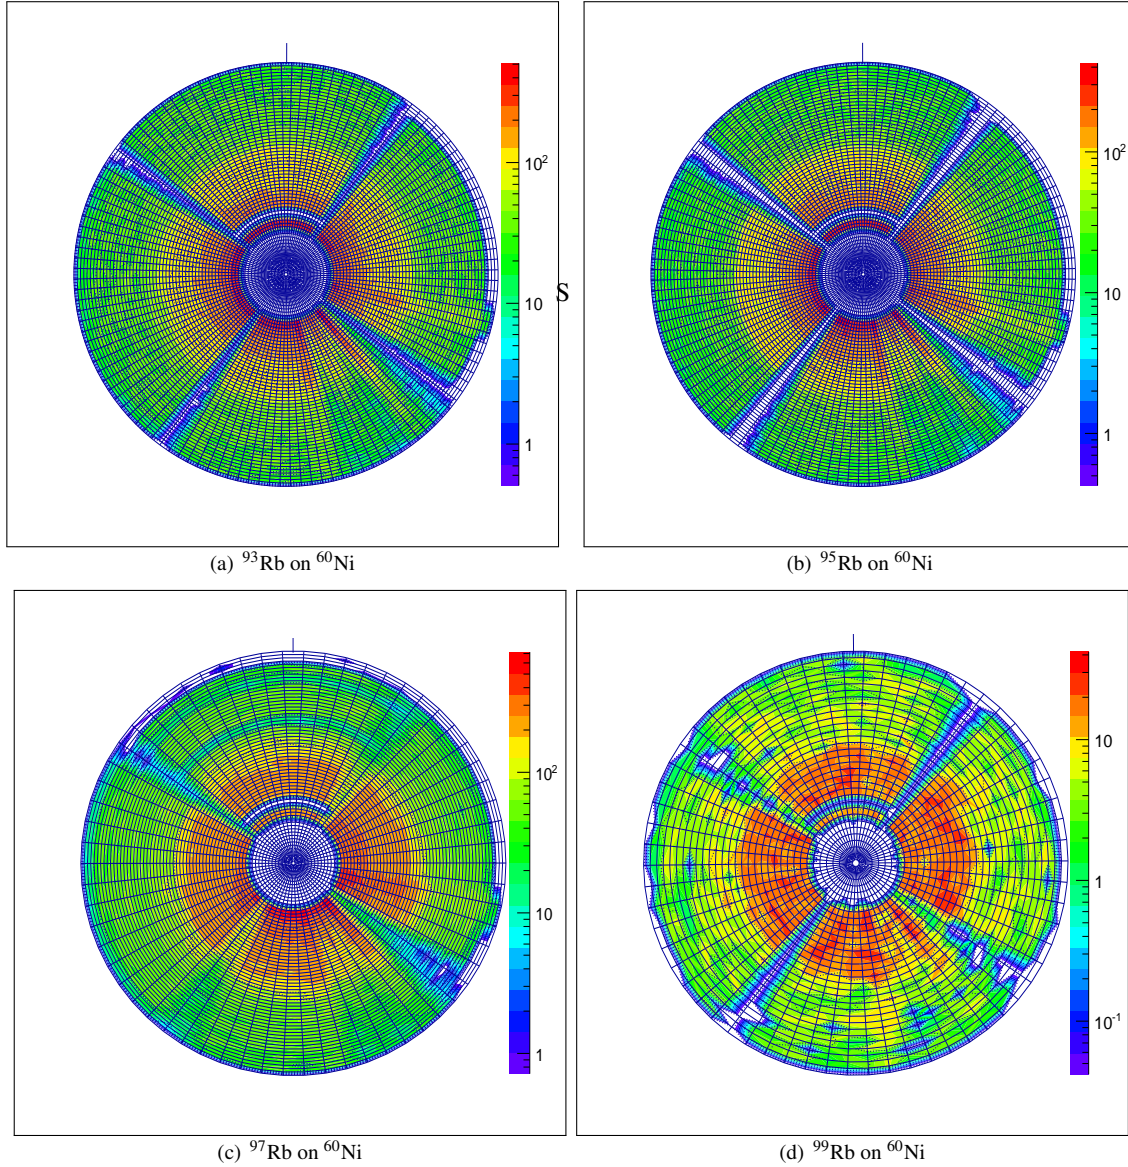 10²
10
1
10²
10
1
S
(a) ⁹³Rb on ⁶⁰Ni
(b) ⁹⁵Rb on ⁶⁰Ni
10²
10
1
10
1
10⁻¹
(c) ⁹⁷Rb on ⁶⁰Ni
(d) ⁹⁹Rb on ⁶⁰Ni